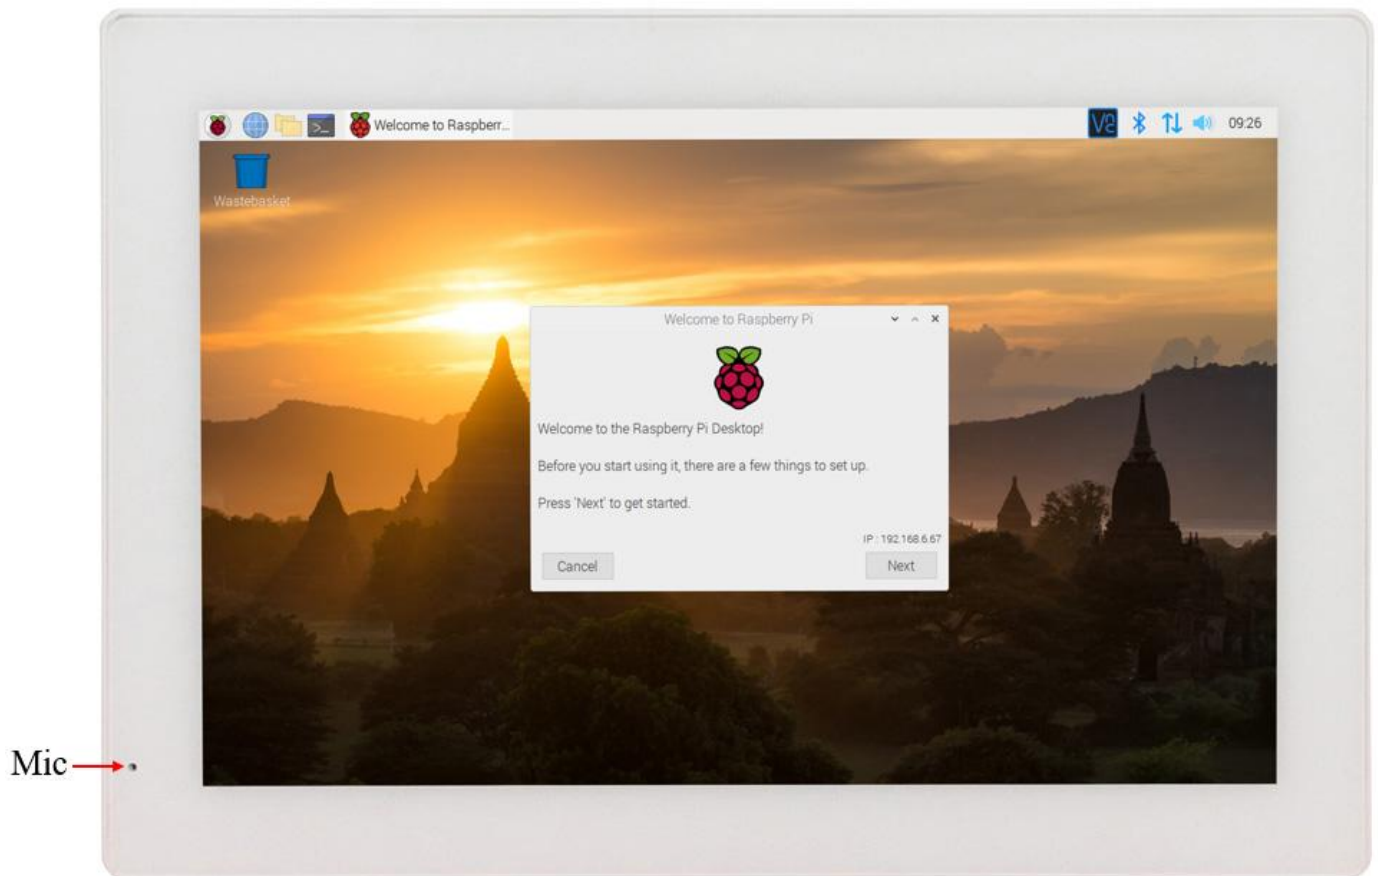 Welcome to Raspberr...
09:26
Wastebasket
Welcome to Raspberry Pi
Welcome to the Raspberry Pi Desktop!
Before you start using it, there are a few things to set up.
Press 'Next' to get started.
IP : 192.168.6.67
Cancel
Next
Mic